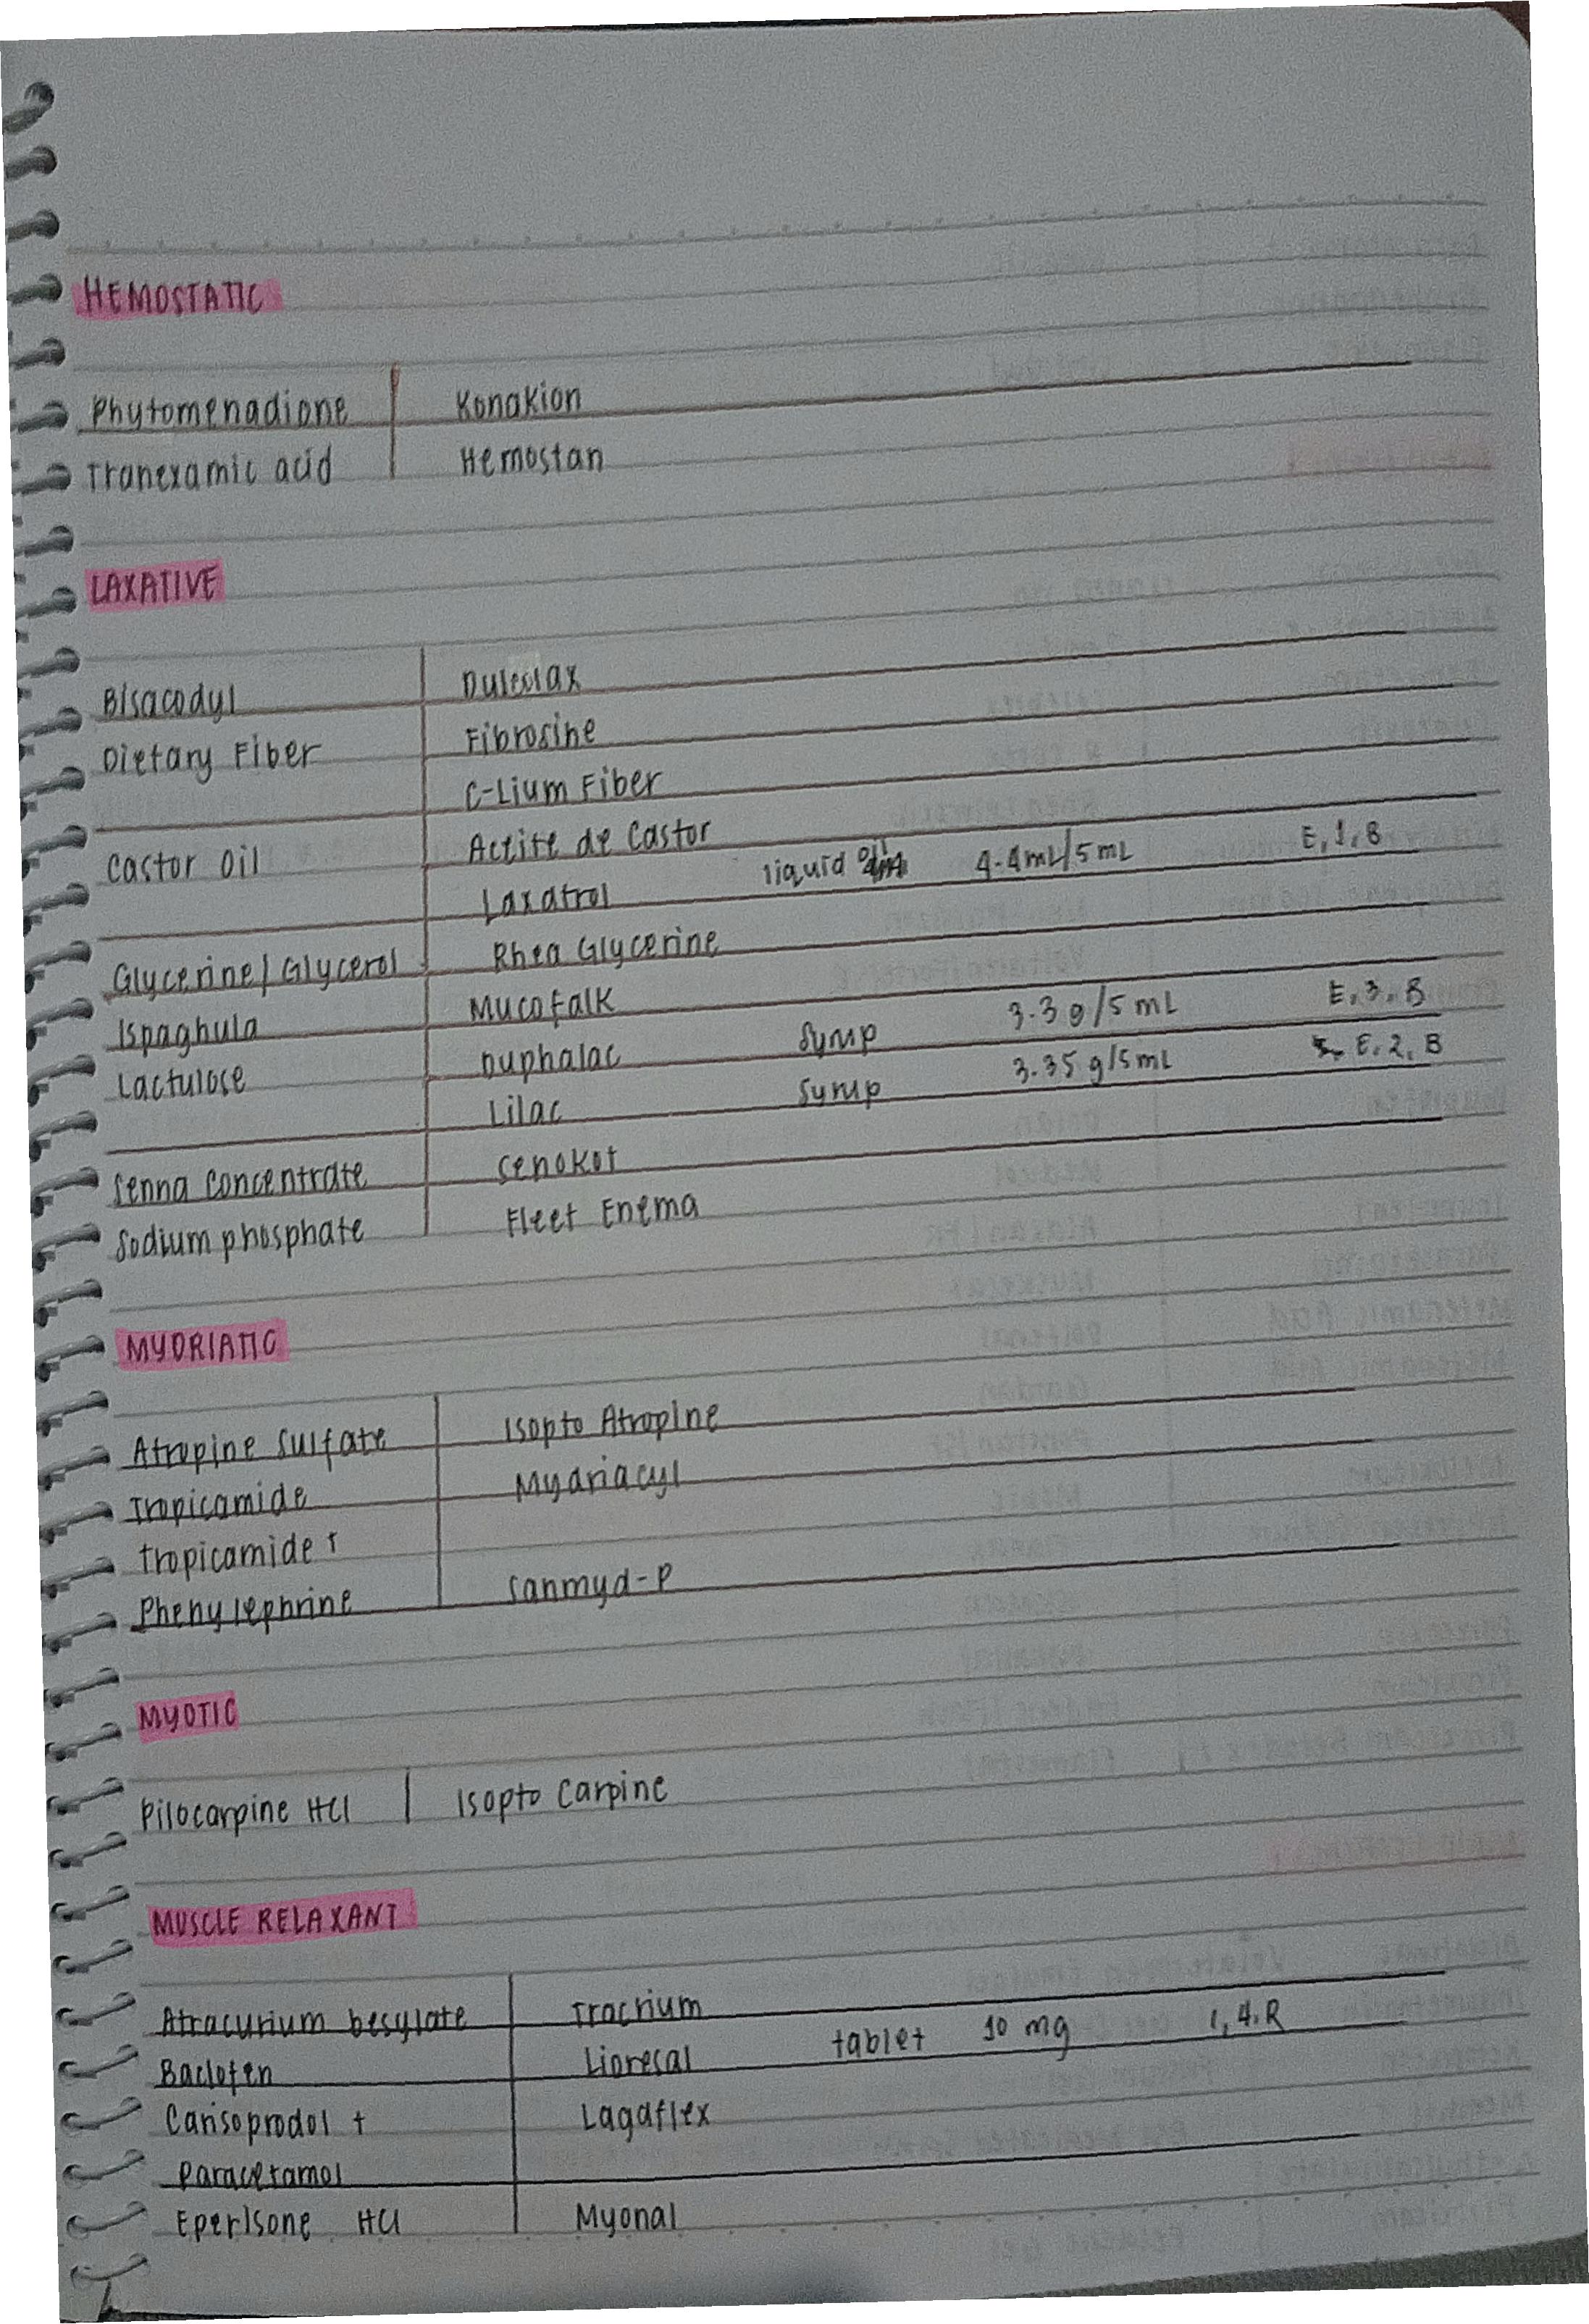 HEMOSTATIC
Phytomenadione Konakion
Tranexamic acid Hemostan
LAXATIVE
Bisacodyl Dulcolax
Dietary Fiber Fibrosine
C-Lium Fiber
Castor Oil Aceite de Castor
Laxatrol liquid oil 4.4mL/5mL E,1,B
Glycerine/Glycerol Rhea Glycerine
Ispaghula Mucofalk
Lactulose Duphalac Syrup 3.3g/5mL E,3,B
Lilac Syrup 3.35g/5mL E,2,B
Senna Concentrate Senokot
Sodium phosphate Fleet Enema
MYDRIATIC
Atropine Sulfate Isopto Atropine
Tropicamide Mydriacyl
Tropicamide +
Phenylephrine Sanmyd-P
MYOTIC
Pilocarpine HCl Isopto Carpine
MUSCLE RELAXANT
Atracurium besylate Tracrium
Baclofen Lioresal tablet 10 mg 1,4,R
Carisoprodol + Lagaflex
Paracetamol
Eperisone HCl Myonal